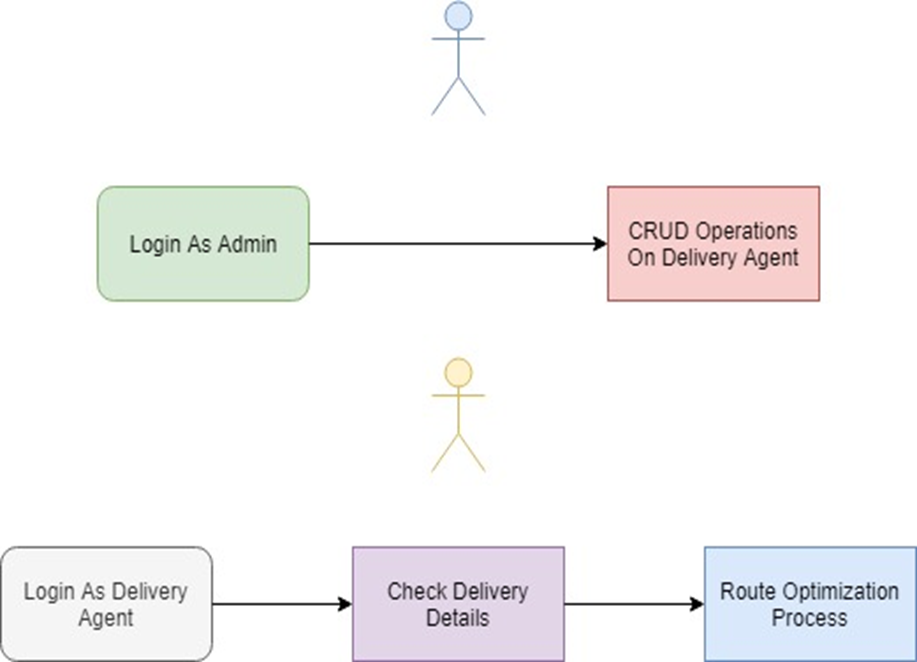 Login As Admin
CRUD Operations
On Delivery Agent
Login As Delivery
Agent
Check Delivery
Details
Route Optimization
Process